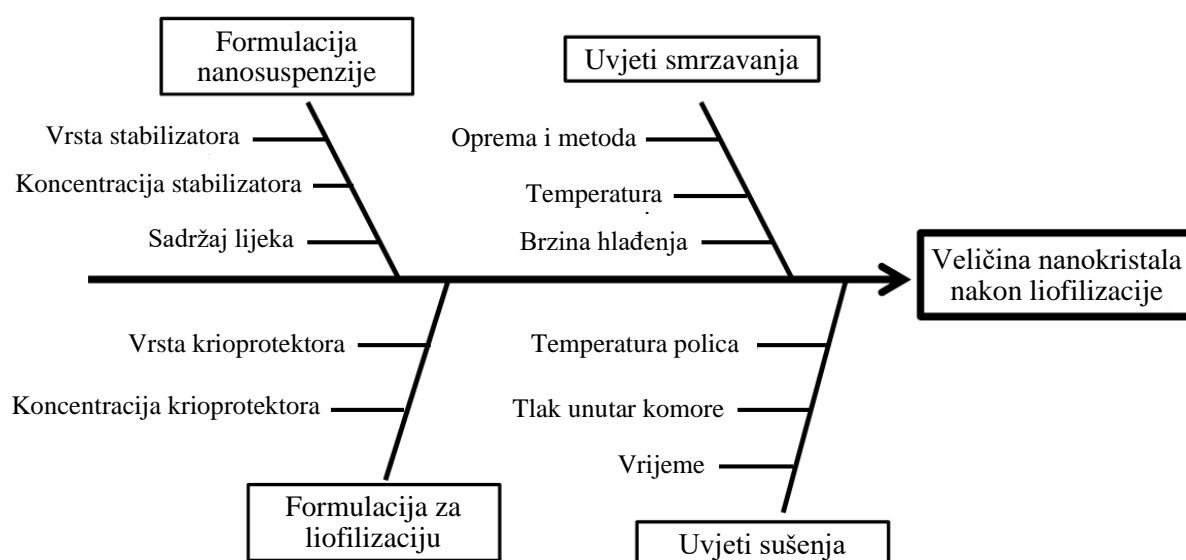 Formulacija
nanosuspenzije
Uvjeti smrzavanja
Vrsta stabilizatora
Oprema i metoda
Koncentracija stabilizatora
Temperatura
Sadržaj lijeka
Brzina hlađenja
Veličina nanokristala
nakon liofilizacije
Vrsta krioprotektora
Temperatura polica
Koncentracija krioprotektora
Tlak unutar komore
Vrijeme
Formulacija za
liofilizaciju
Uvjeti sušenja